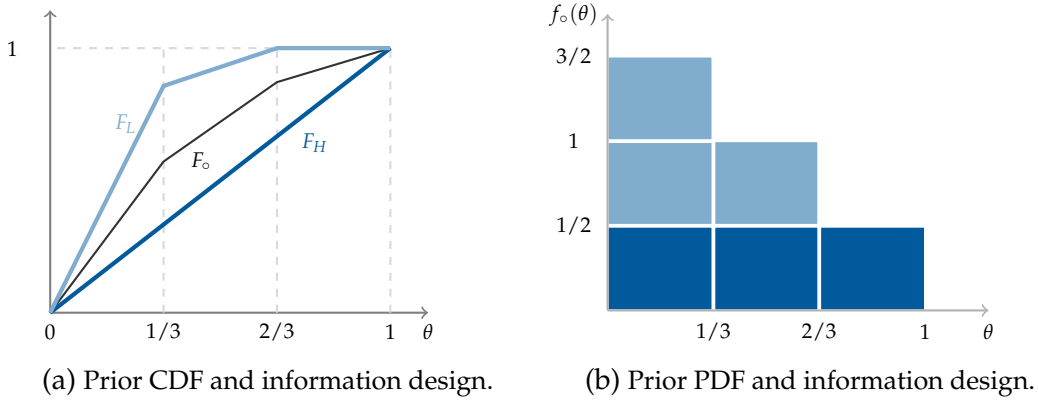 1
F_L
F_∘
F_H
0
1/3
2/3
1
θ
(a) Prior CDF and information design.
f_∘(θ)
3/2
1
1/2
1/3
2/3
1
θ
(b) Prior PDF and information design.